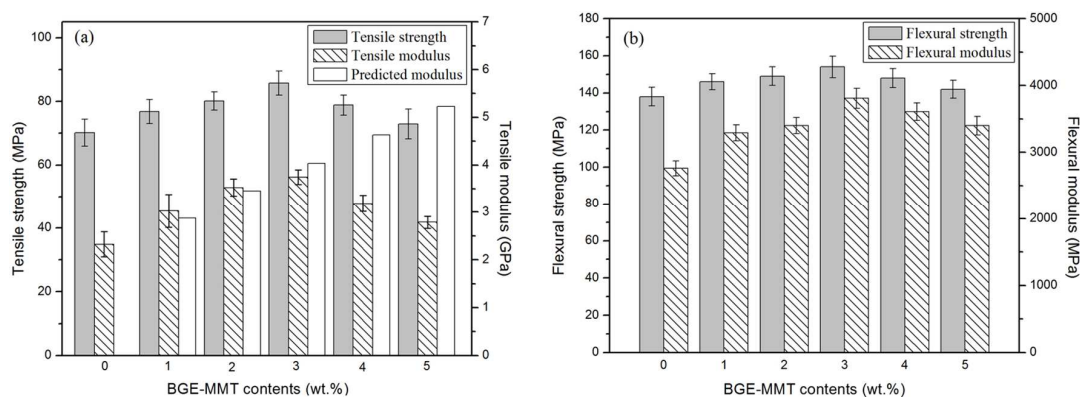 (a)
Tensile strength
Tensile modulus
Predicted modulus
100
80
60
40
20
0
Tensile strength (MPa)
7
6
5
4
3
2
1
0
Tensile modulus
(GPa)
0 1 2 3 4 5
BGE-MMT contents (wt.%)
(b)
Flexural strength
Flexural modulus
180
160
140
120
100
80
60
40
20
0
Flexural strength (MPa)
5000
4000
3000
2000
1000
0
Flexural modulus
(MPa)
0 1 2 3 4 5
BGE-MMT contents (wt.%)